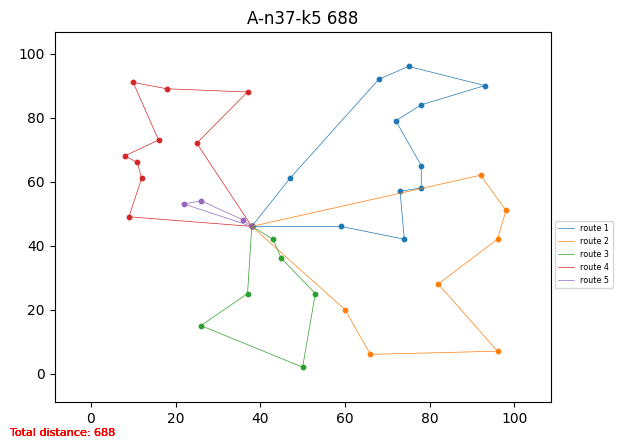 A-n37-k5 688
100
80
60
40
20
0
0 20 40 60 80 100
route 1
route 2
route 3
route 4
route 5
Total distance: 688